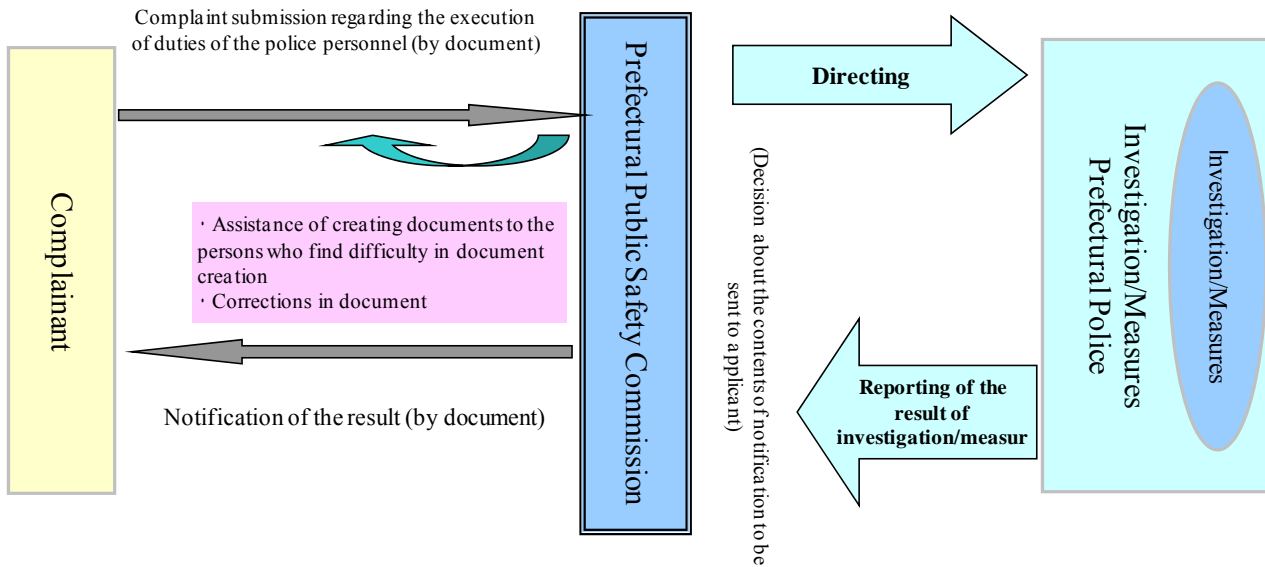 Complaint submission regarding the execution
of duties of the police personnel (by document)
Complainant
· Assistance of creating documents to the
persons who find difficulty in document
creation
· Corrections in document
Notification of the result (by document)
Prefectural Public Safety Commission
Directing
(Decision about the contents of notification to be
sent to applicant)
Reporting of the
result of
investigation/measur
Investigation/Measures
Prefectural Police
Investigation/Measures